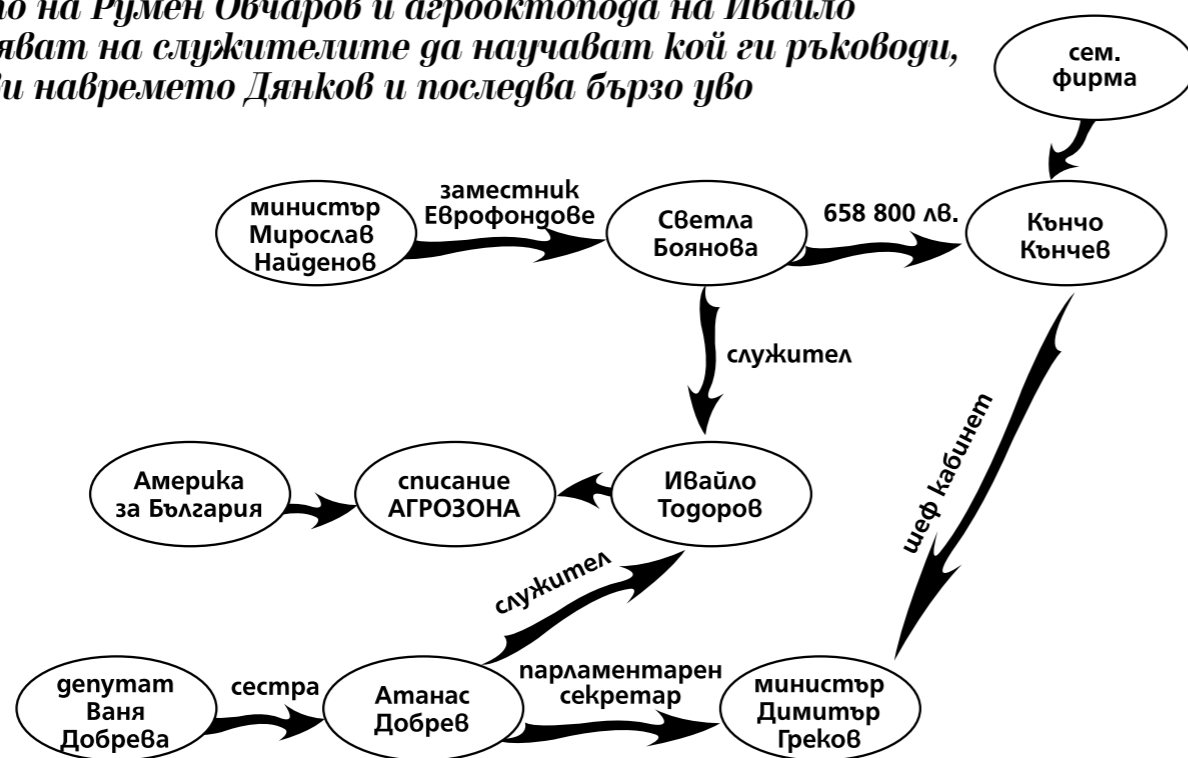 на Румен Овчаров и агрооктопода на Ивайло
на служителите да научават кой ги ръководи,
навремето Дянков и последва бързо уво
сем.
фирма
министър
Мирослав
Найденов
заместник
Еврофондове
Светла
Боянова
658 800 лв.
Кънчо
Кънчев
служител
Америка
за България
списание
АГРОЗОНА
Ивайло
Тодоров
шеф кабинет
служител
депутат
Ваня
Добрева
сестра
Атанас
Добрев
парламентарен
секретар
министър
Димитър
Греков